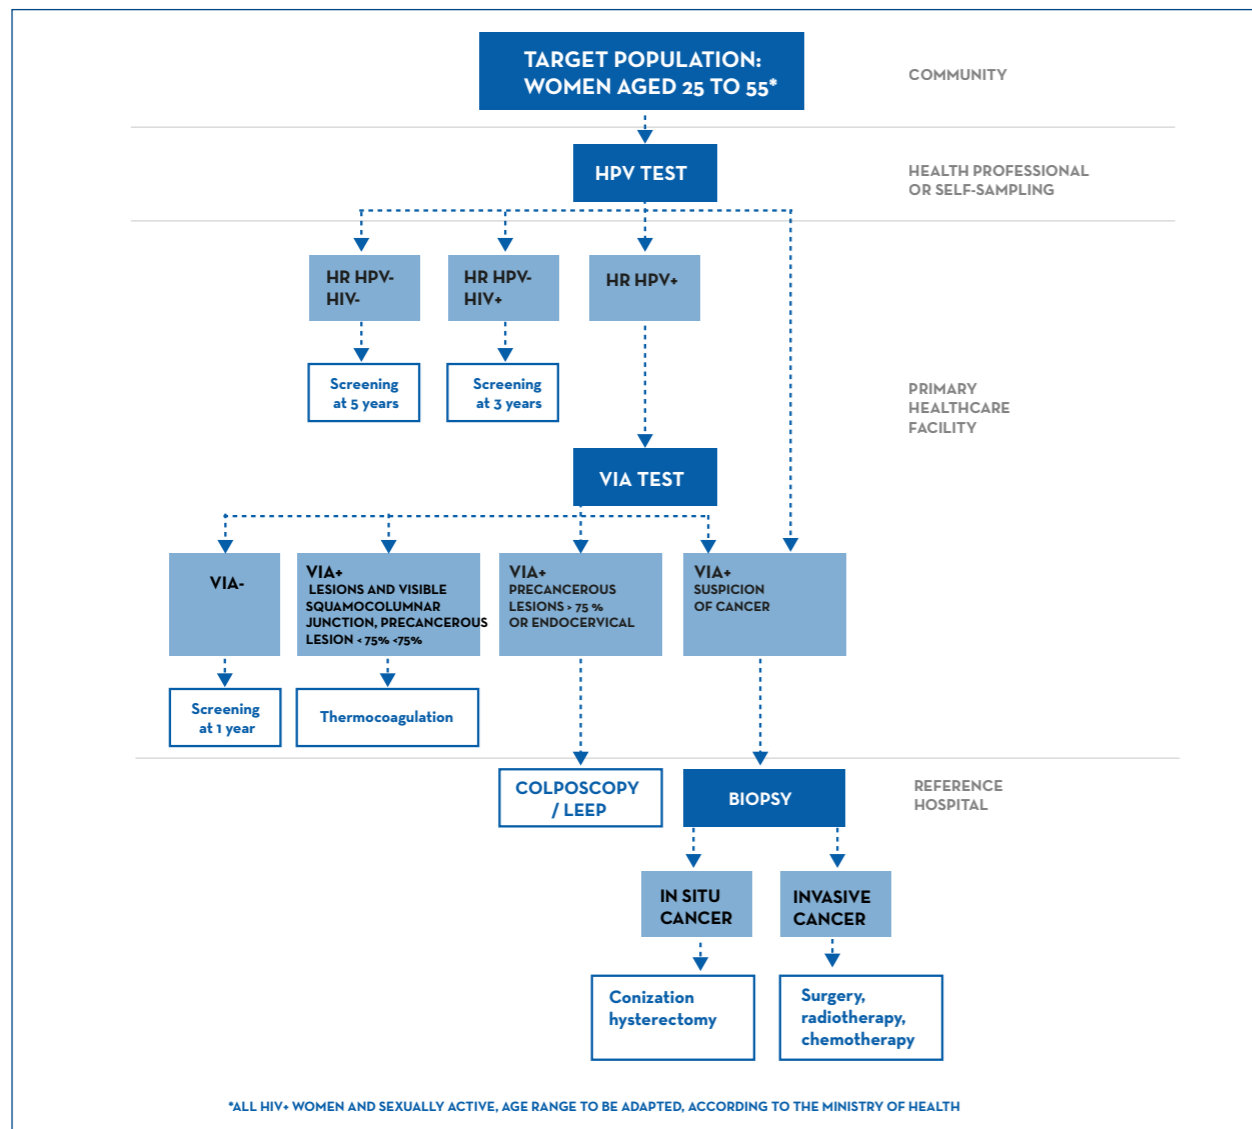 TARGET POPULATION:
WOMEN AGED 25 TO 55*
COMMUNITY
HPV TEST
HEALTH PROFESSIONAL
OR SELF-SAMPLING
HR HPV-
HIV-
HR HPV-
HIV+
HR HPV+
Screening
at 5 years
Screening
at 3 years
PRIMARY
HEALTHCARE
FACILITY
VIA TEST
VIA-
VIA+
LESIONS AND VISIBLE
SQUAMOCOLUMNAR
JUNCTION, PRECANCEROUS
LESION < 75% <75%
VIA+
PRECANCEROUS
LESIONS > 75 %
OR ENDOCERVICAL
VIA+
SUSPICION
OF CANCER
Screening
at 1 year
Thermocoagulation
COLPOSCOPY
/ LEEP
BIOPSY
REFERENCE
HOSPITAL
IN SITU
CANCER
INVASIVE
CANCER
Conization
hysterectomy
Surgery,
radiotherapy,
chemotherapy
*ALL HIV+ WOMEN AND SEXUALLY ACTIVE, AGE RANGE TO BE ADAPTED, ACCORDING TO THE MINISTRY OF HEALTH